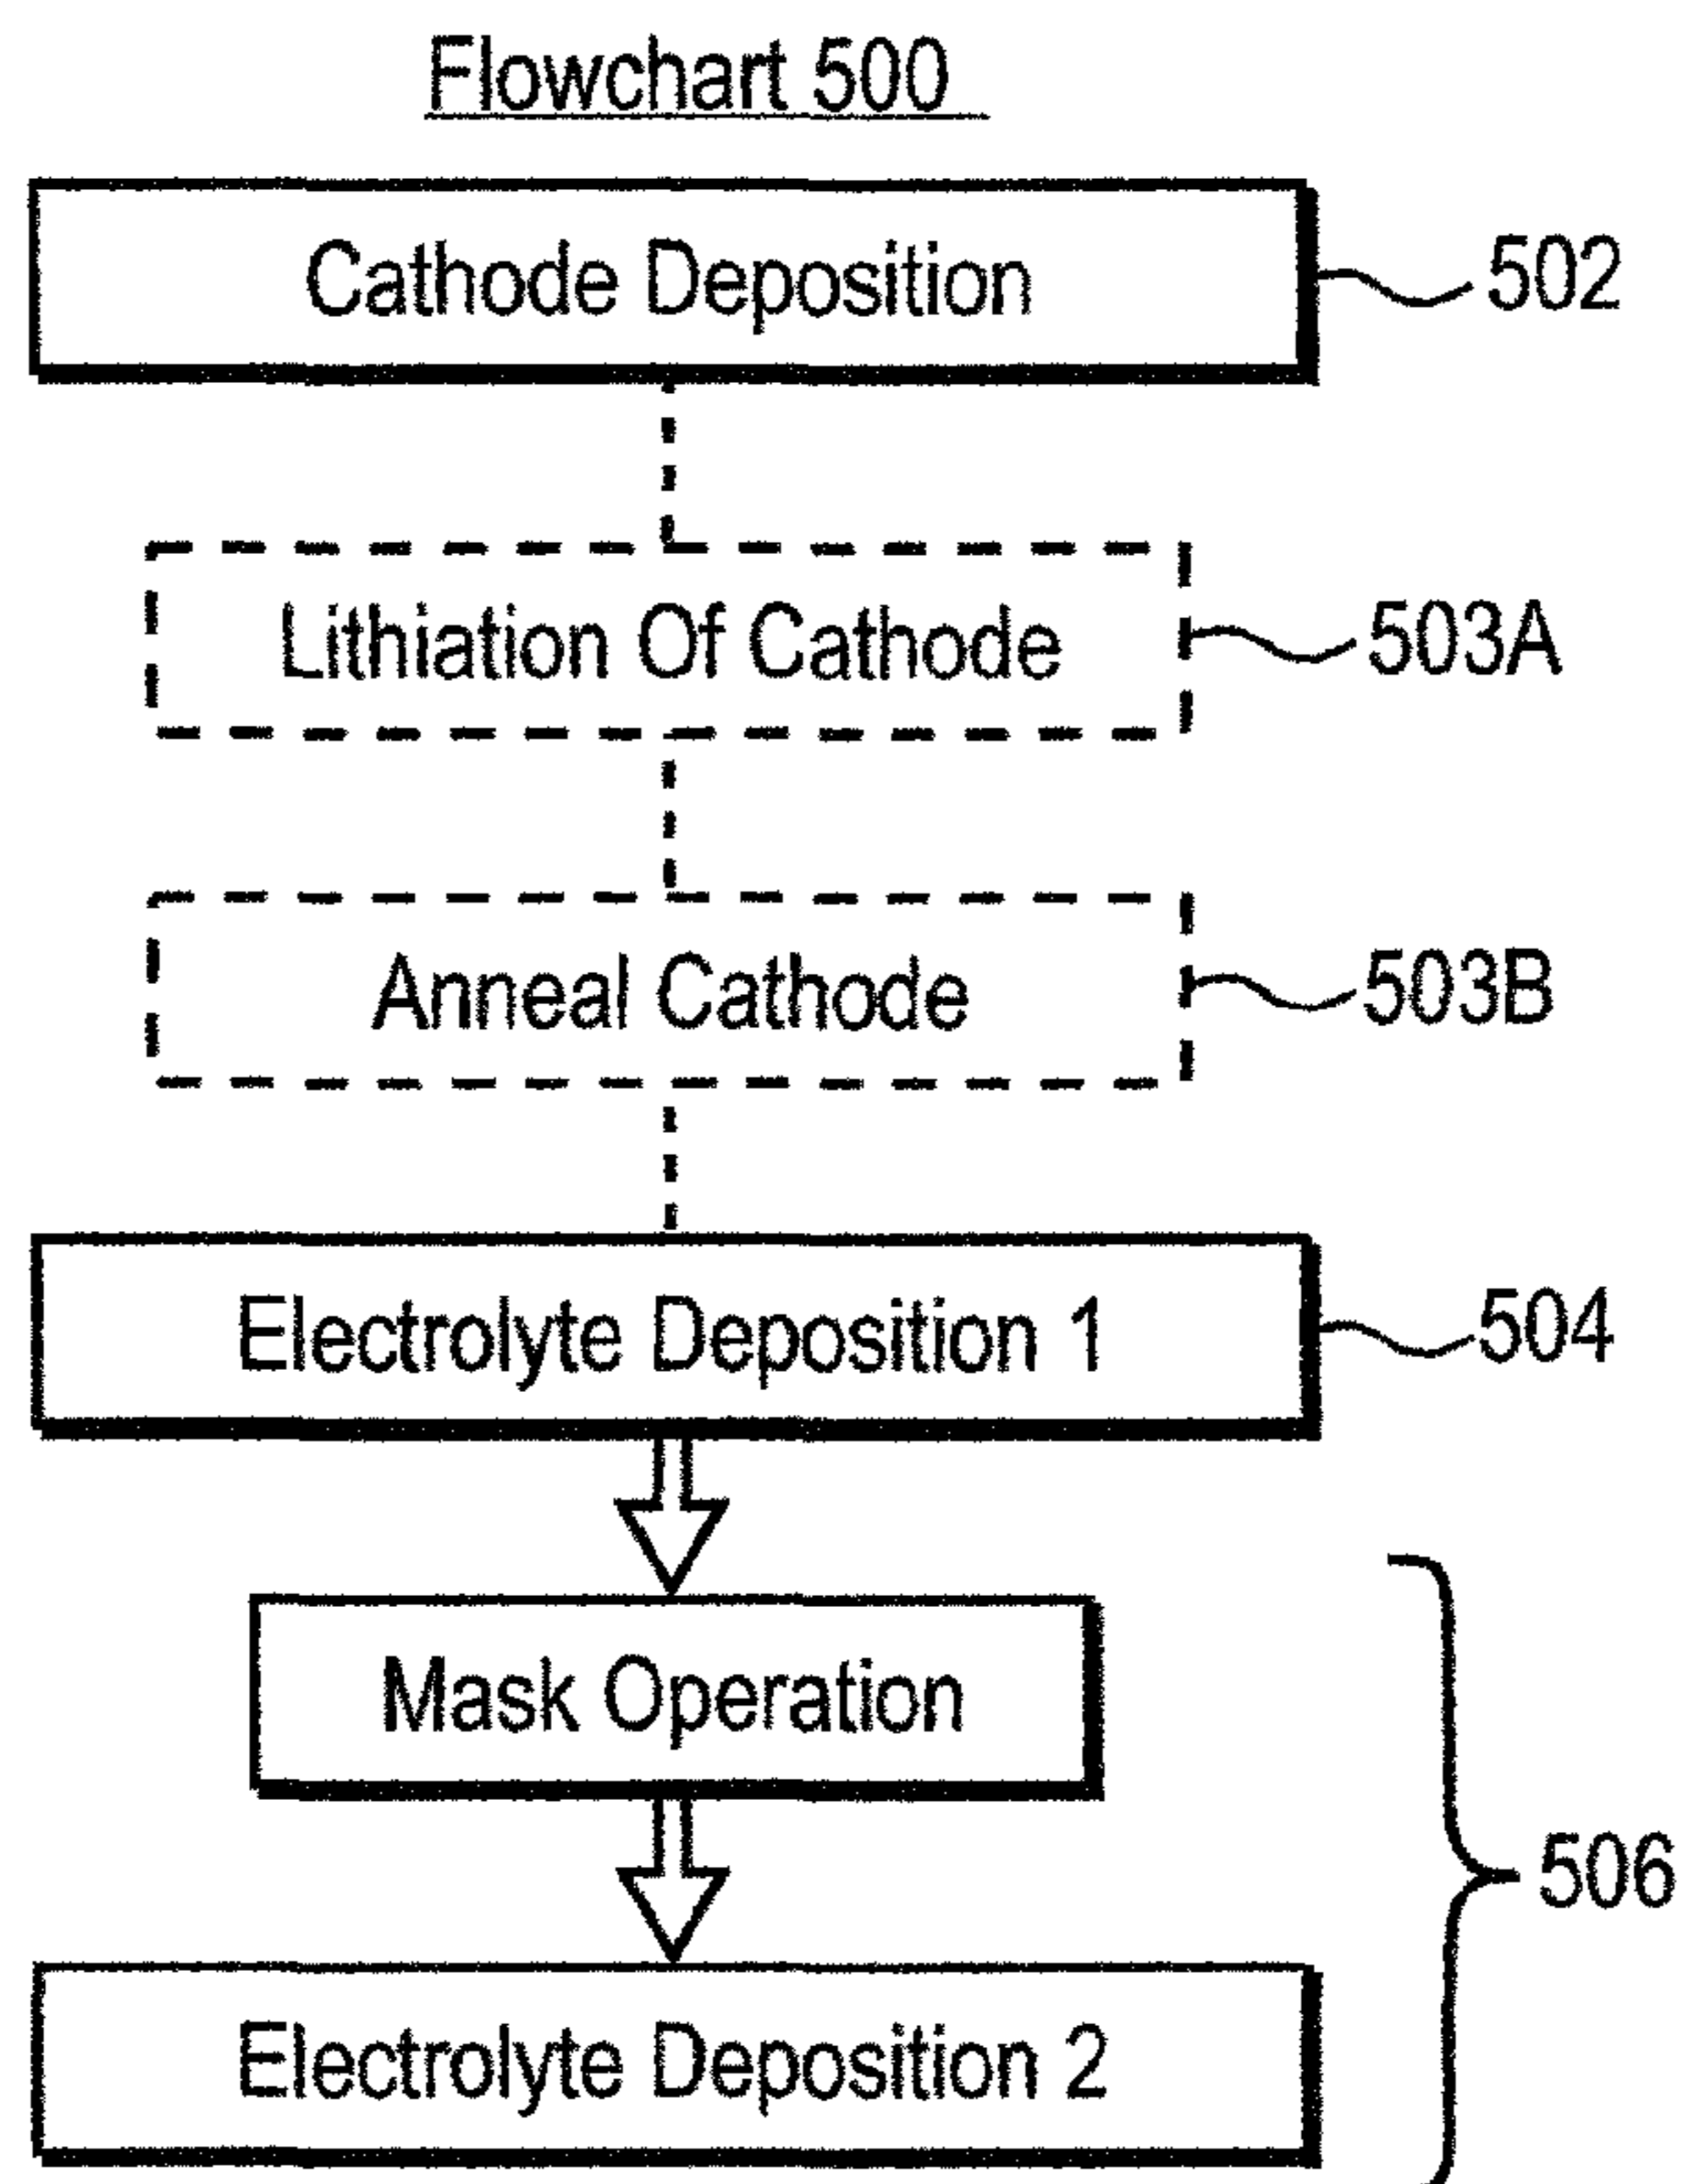 Flowchart 500
Cathode Deposition
502
Lithiation Of Cathode
503A
Anneal Cathode
503B
Electrolyte Deposition 1
504
Mask Operation
506
Electrolyte Deposition 2